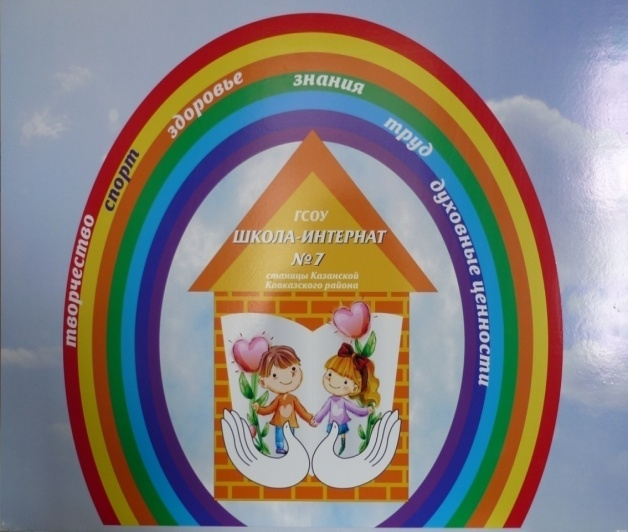 творчество
спорт
здоровье
знания
труд
духовные ценности
ГСОУ
ШКОЛА-ИНТЕРНАТ
№7
станицы Казанской
Кавказского района